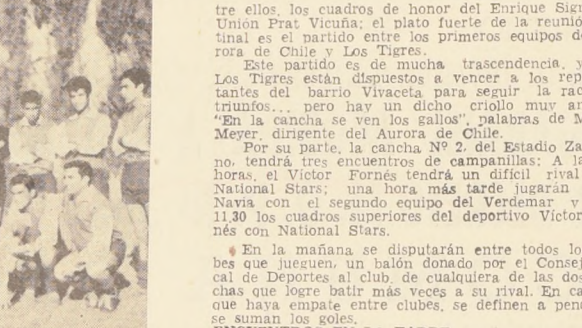 tre ellos, los cuadros de honor del Enrique Sign
Unión Prat Vicuña; el plato fuerte de la reunió
tinal es el partido entre los primeros equipos de
rora de Chile y Los Tigres.
Este partido es de mucha trascendencia, y
Los Tigres están dispuestos a vencer a los rep
tantes del barrio Vivaceta para seguir la rac
triunfos... pero hay un dicho criollo muy an
"En la cancha se ven los gallos", palabras de M
Meyer, dirigente del Aurora de Chile.
Por su parte, la cancha Nº 2, del Estadio Za
no, tendrá tres encuentros de campanillas: A la
horas, el Víctor Fornés tendrá un difícil rival
National Stars; una hora más tarde jugarán
Navia con el segundo equipo del Verdemar y
11,30 los cuadros superiores del deportivo Víctor
nés con National Stars.
En la mañana se disputarán entre todos lo
bes que jueguen, un balón donado por el Consej
cal de Deportes al club, de cualquiera de las dos
chas que logre batir más veces a su rival. En ca
que haya empate entre clubes, se definen a pen
se suman los goles.